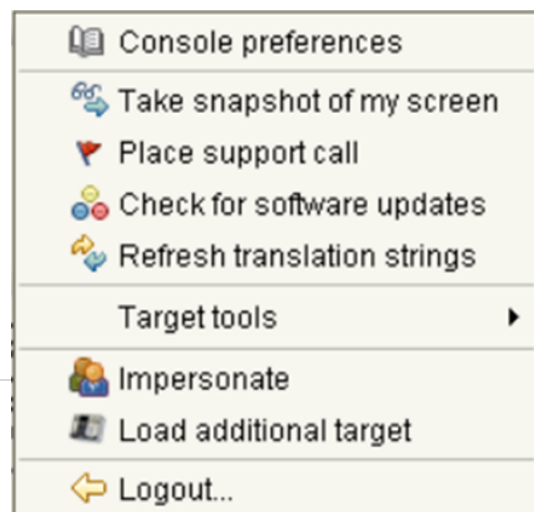 Console preferences
Take snapshot of my screen
Place support call
Check for software updates
Refresh translation strings
Target tools
Impersonate
Load additional target
Logout...